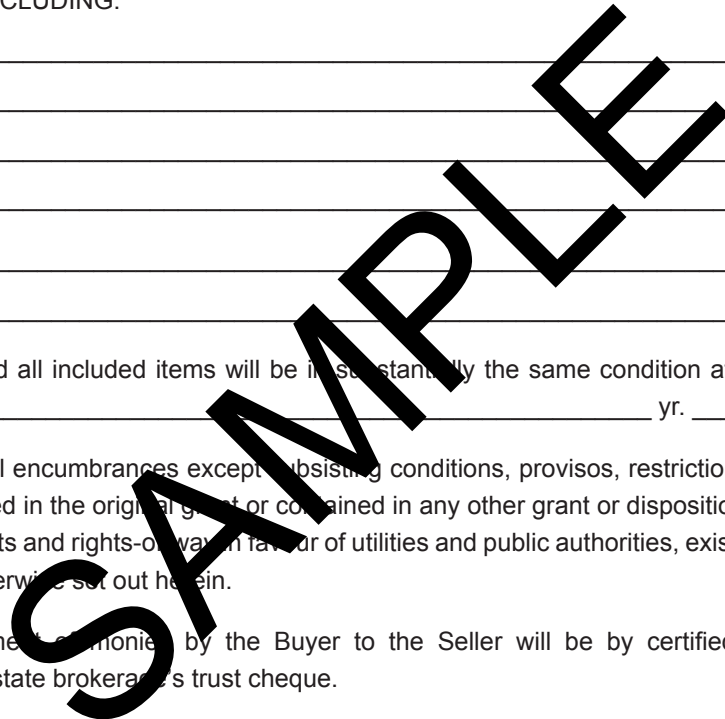 CLUDING:
d all included items will be in substantially the same condition a
yr.
l encumbrances except subsisting conditions, provisos, restrictio
ed in the original grant or contained in any other grant or dispositio
ts and rights-of-way in favour of utilities and public authorities, exis
erwise set out herein.
ment of monies by the Buyer to the Seller will be by certified
state brokerage's trust cheque.
SAMPLE